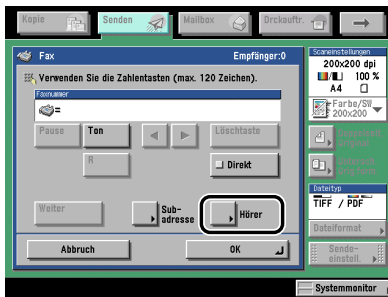 Kopie
Senden
Mailbox
Drckauftr.
Fax
Empfänger:0
Verwenden Sie die Zahlentasten (max. 120 Zeichen).
Faxnummer
=
Pause
Ton
Löschtaste
R
Direkt
Weiter
Sub-
adresse
Hörer
Abbruch
OK
Scaneinstellungen
200x200 dpi
100 %
A4
Farbe/SW
200x200
Dateityp
TIFF / PDF
Dateiformat
Sende-
einstell.
Systemmonitor